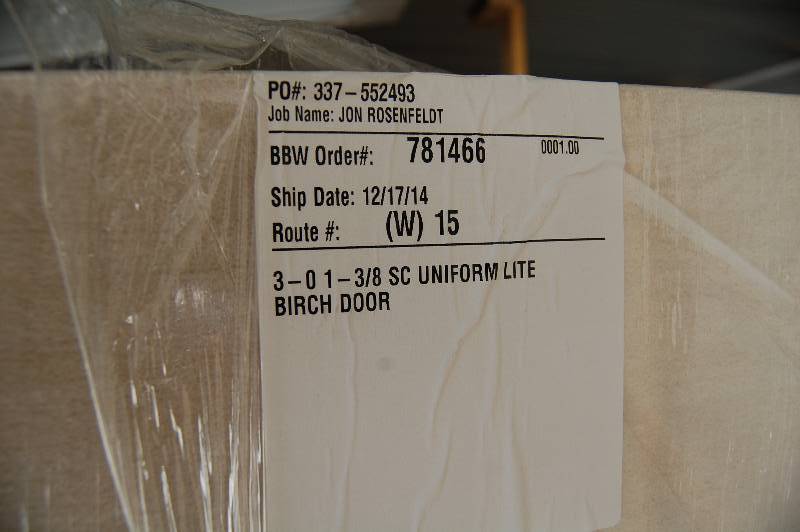 PO#: 337-552493
Job Name: JON ROSENFELDT
BBW Order#: 781466 0001.00
Ship Date: 12/17/14
Route #: (W) 15
3-0 1-3/8 SC UNIFORM LITE
BIRCH DOOR